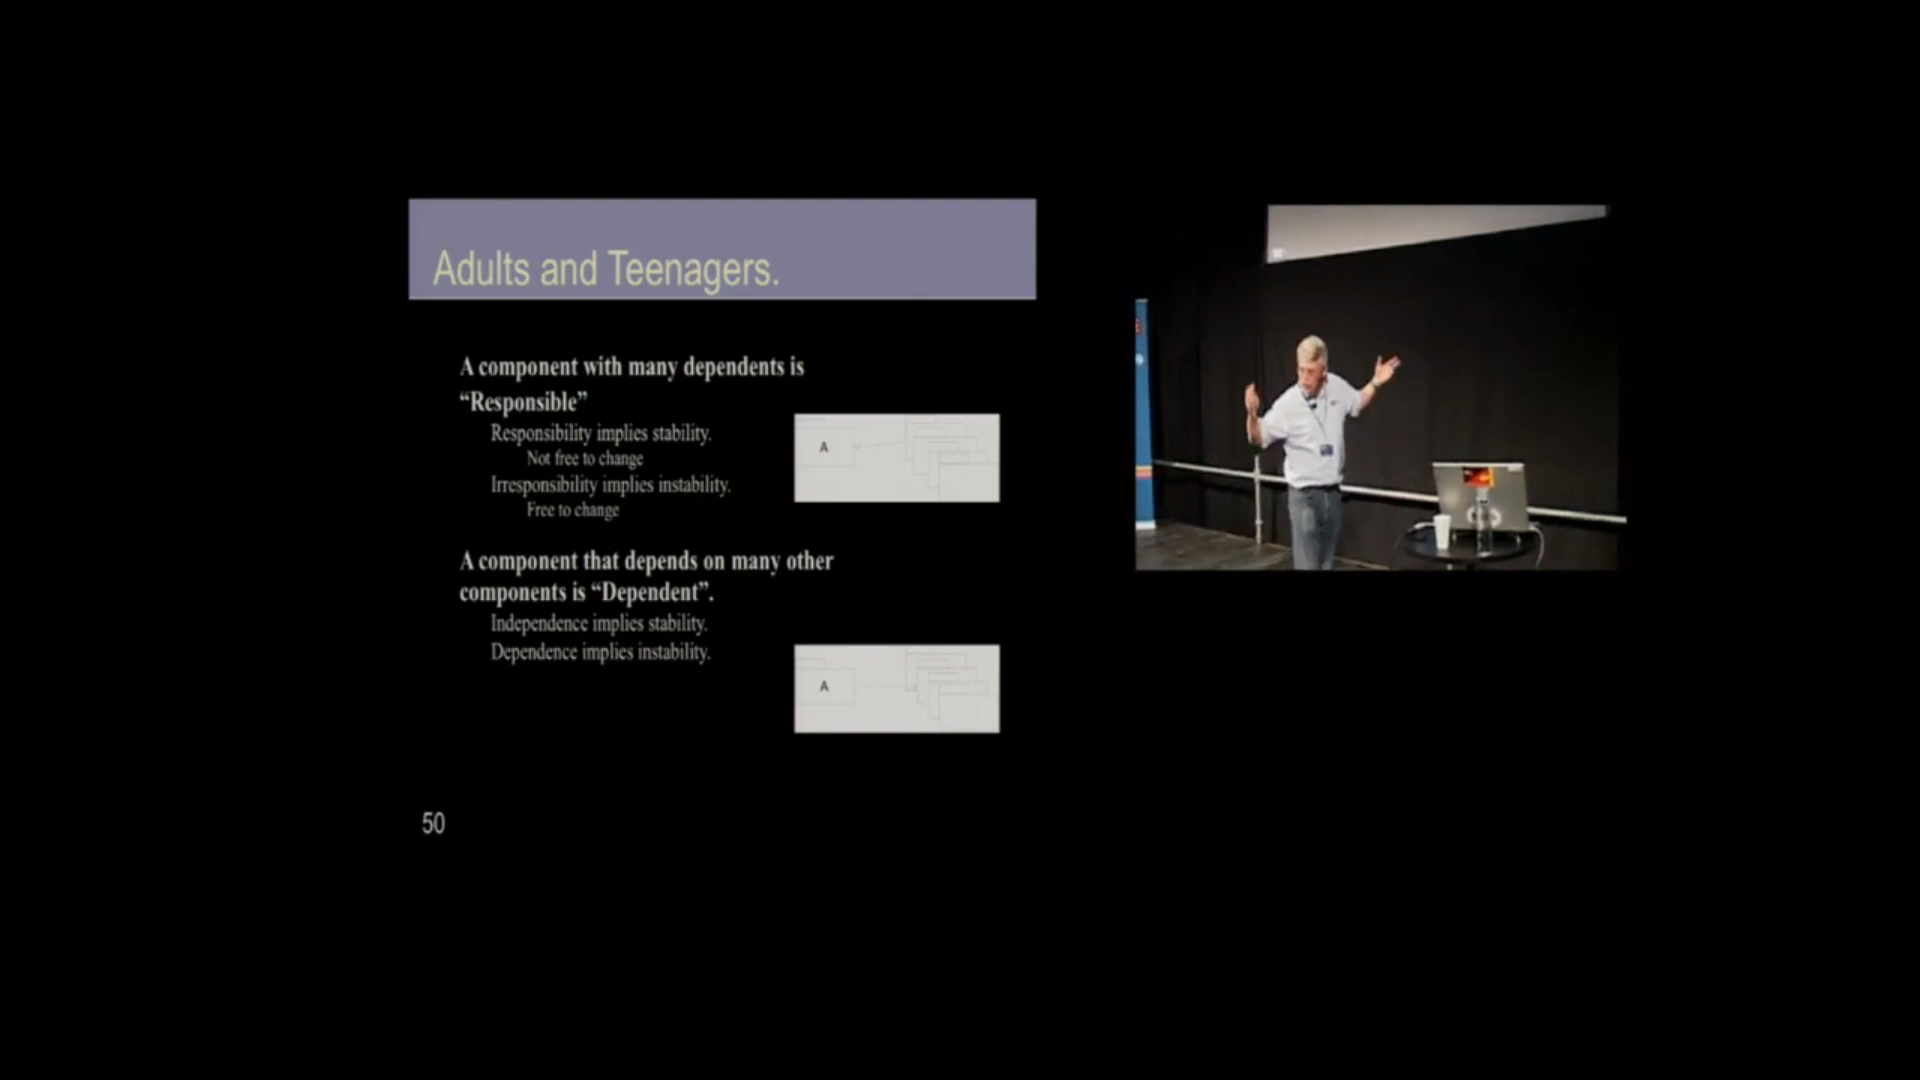 Adults and Teenagers.
A component with many dependents is
“Responsible”
Responsibility implies stability.
Not free to change
Irresponsibility implies instability.
Free to change
A
A component that depends on many other
components is “Dependent”.
Independence implies stability.
Dependence implies instability.
A
50